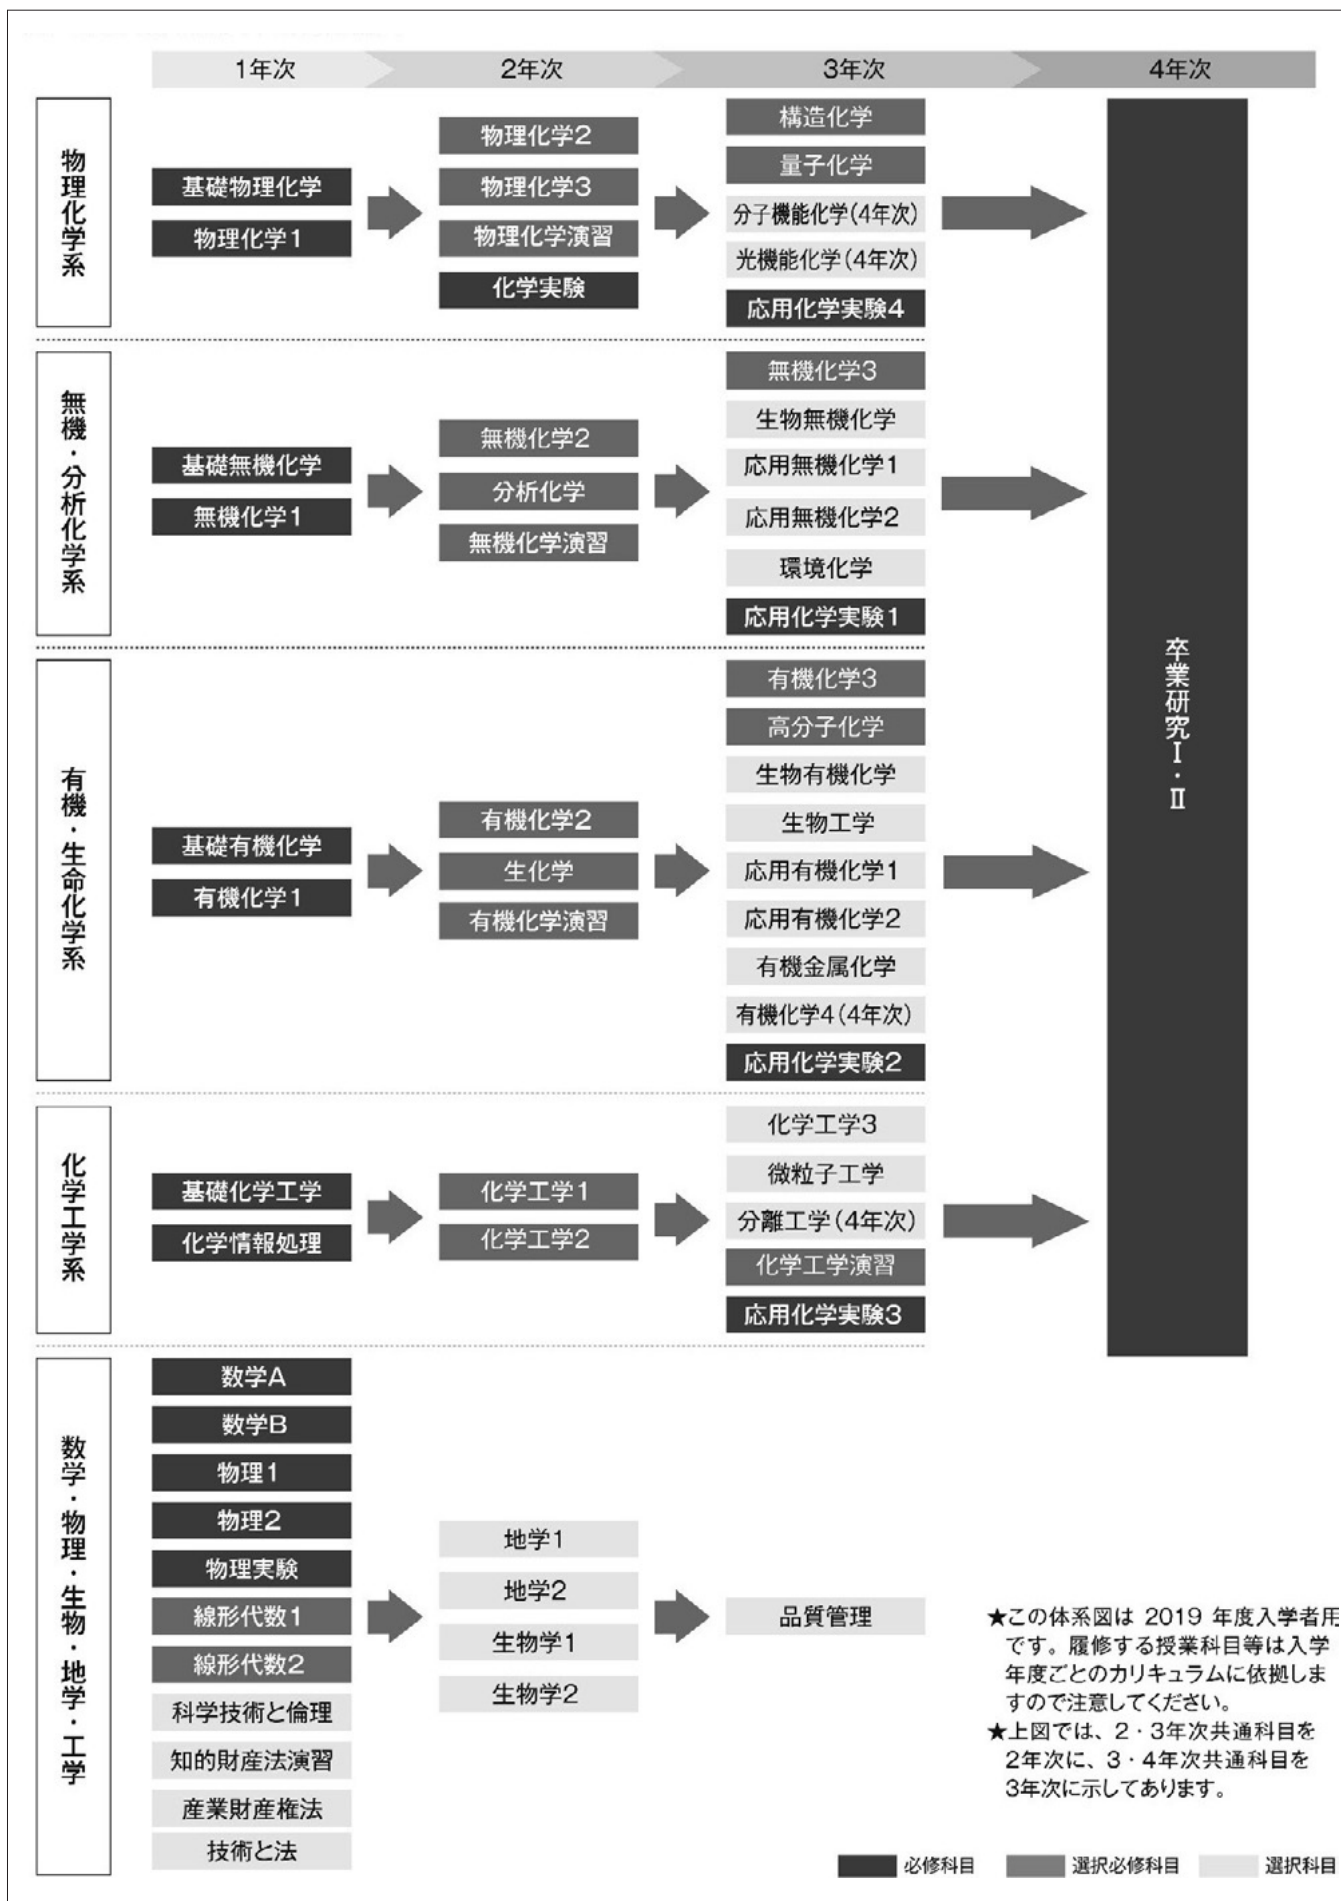 1年次
2年次
3年次
4年次
物理化学系
基礎物理化学
物理化学1
物理化学2
物理化学3
物理化学演習
化学実験
構造化学
量子化学
分子機能化学(4年次)
光機能化学(4年次)
応用化学実験4
無機・分析化学系
基礎無機化学
無機化学1
無機化学2
分析化学
無機化学演習
無機化学3
生物無機化学
応用無機化学1
応用無機化学2
環境化学
応用化学実験1
有機・生命化学系
基礎有機化学
有機化学1
有機化学2
生化学
有機化学演習
有機化学3
高分子化学
生物有機化学
生物工学
応用有機化学1
応用有機化学2
有機金属化学
有機化学4(4年次)
応用化学実験2
化学工学系
基礎化学工学
化学情報処理
化学工学1
化学工学2
化学工学3
微粒子工学
分離工学(4年次)
化学工学演習
応用化学実験3
卒業研究Ⅰ・Ⅱ
数学・物理・生物・地学・工学
数学A
数学B
物理1
物理2
物理実験
線形代数1
線形代数2
科学技術と倫理
知的財産法演習
産業財産権法
技術と法
地学1
地学2
生物学1
生物学2
品質管理
★この体系図は 2019 年度入学者用
です。履修する授業科目等は入学
年度ごとのカリキュラムに依拠しま
すので注意してください。
★上図では、2・3年次共通科目を
2年次に、3・4年次共通科目を
3年次に示してあります。
必修科目
選択必修科目
選択科目